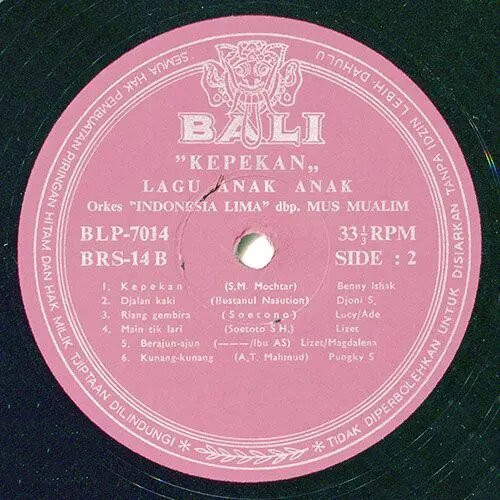 SEMUA HAK PEMBUATAN PIRINGAN HITAM DAN HAK MILIK TJIPTAAN DILINDUNGI
TIDAK DIPERBOLEHKAN UNTUK DISIARKAN TANPA IDZIN LEBIH DAHULU
BALI
"KEPEKAN„
LAGU ANAK ANAK
Orkes "INDONESIA LIMA" dbp. MUS MUALIM
BLP-7014 33⅓ RPM
BRS-14 B SIDE : 2
1. Kepekan (S.M. Mochtar) Benny Ishak
2. Djalan kaki (Bustanul Nasution) Djoni S.
3. Riang gembira (Soetopo) Lucy/Ade
4. Main tik lari (Soetoto S H.) Lizet
5. Berajun-ajun (———/Ibu AS) Lizet/Magdalena
6. Kunang-kunang (A.T. Mahmud) Pungky S